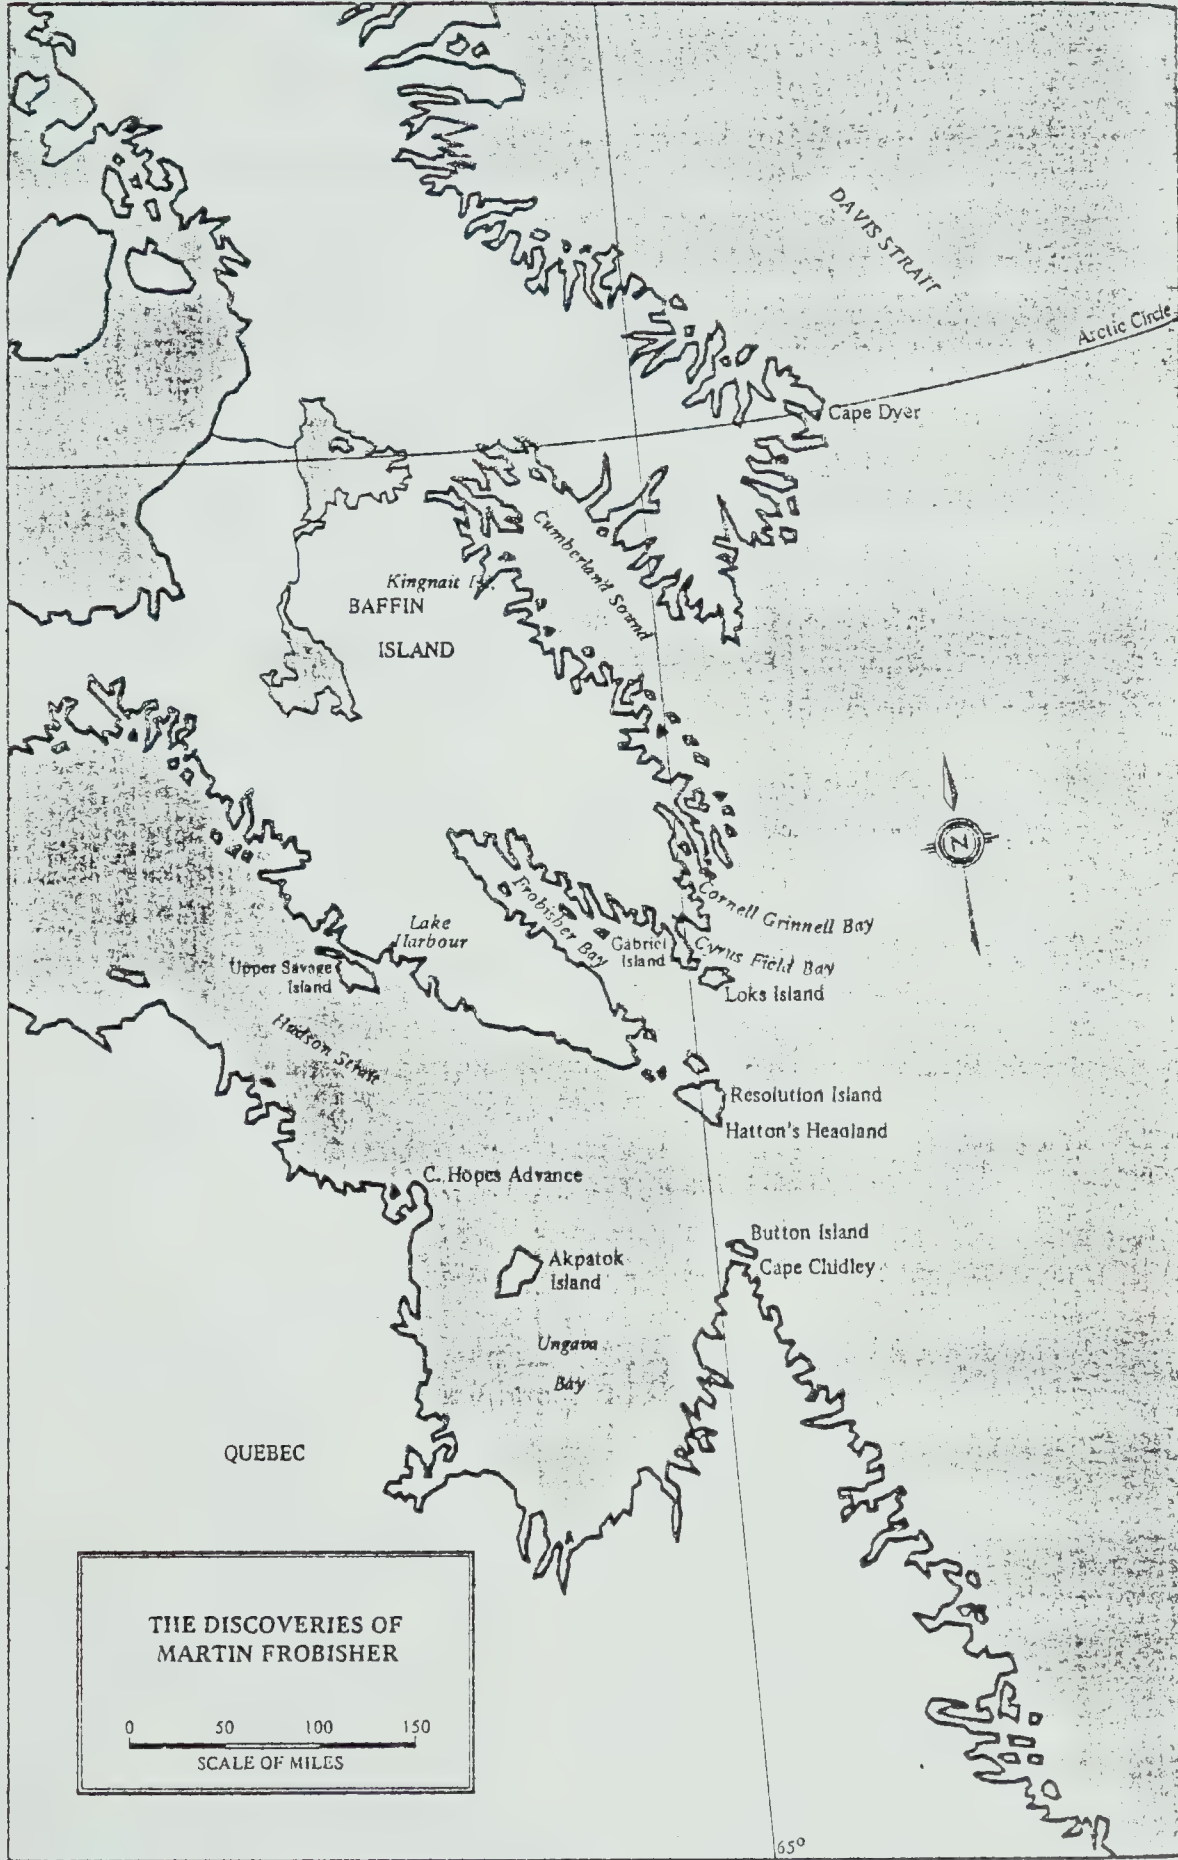 DAVIS STRAIT
Arctic Circle
Cape Dyer
Cumberland Sound
Kingnait
BAFFIN
ISLAND
N
Cornell Grinnell Bay
Frobisher Bay
Lake
Harbour
Gabriel
Island
Cyrus Field Bay
Upper Savage
Island
Loks Island
Hudson Strait
Resolution Island
Hatton's Headland
C. Hopes Advance
Button Island
Akpatok
Island
Cape Chidley
Ungava
Bay
QUEBEC
THE DISCOVERIES OF
MARTIN FROBISHER
0 50 100 150
SCALE OF MILES
65°